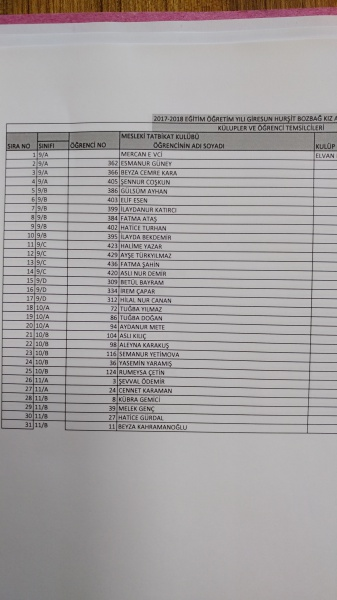 2017-2018 EĞİTİM ÖĞRETİM YILI GİRESUN HURŞİT BOZBAĞ KIZ A
KÜLUPLER VE ÖĞRENCİ TEMSİLCİLERİ
MESLEKİ TATBİKAT KULÜBÜ
SIRA NO SINIFI ÖĞRENCİ NO ÖĞRENCİNİN ADI SOYADI KULÜP
1 9/A MERCAN E VCİ ELVAN
2 9/A 362 ESMANUR GÜNEY
3 9/A 366 BEYZA CEMRE KARA
4 9/A 405 ŞENNUR COŞKUN
5 9/B 386 GÜLSÜM AYHAN
6 9/B 403 ELİF ESEN
7 9/B 399 İLAYDANUR KATIRCI
8 9/B 384 FATMA ATAŞ
9 9/B 402 HATİCE TURHAN
10 9/B 395 İLAYDA BEKDEMİR
11 9/C 423 HALİME YAZAR
12 9/C 429 AYŞE TÜRKYILMAZ
13 9/C 436 FATMA ŞAHİN
14 9/C 420 ASLI NUR DEMİR
15 9/D 309 BETÜL BAYRAM
16 9/D 334 İREM ÇAPAR
17 9/D 312 HİLAL NUR CANAN
18 10/A 72 TUĞBA YILMAZ
19 10/A 86 TUĞBA DOĞAN
20 10/A 94 AYDANUR METE
21 10/B 104 ASLI KILIÇ
22 10/B 98 ALEYNA KARAKUŞ
23 10/B 116 SEMANUR YETİMOVA
24 10/B 36 YASEMİN YARAMIŞ
25 10/B 124 RUMEYSA ÇETİN
26 11/A 3 ŞEVVAL ÖDEMİR
27 11/A 24 CENNET KARAMAN
28 11/B 8 KÜBRA GEMİCİ
29 11/B 39 MELEK GENÇ
30 11/B 27 HATİCE GÜRDAL
31 11/B 11 BEYZA KAHRAMANOĞLU